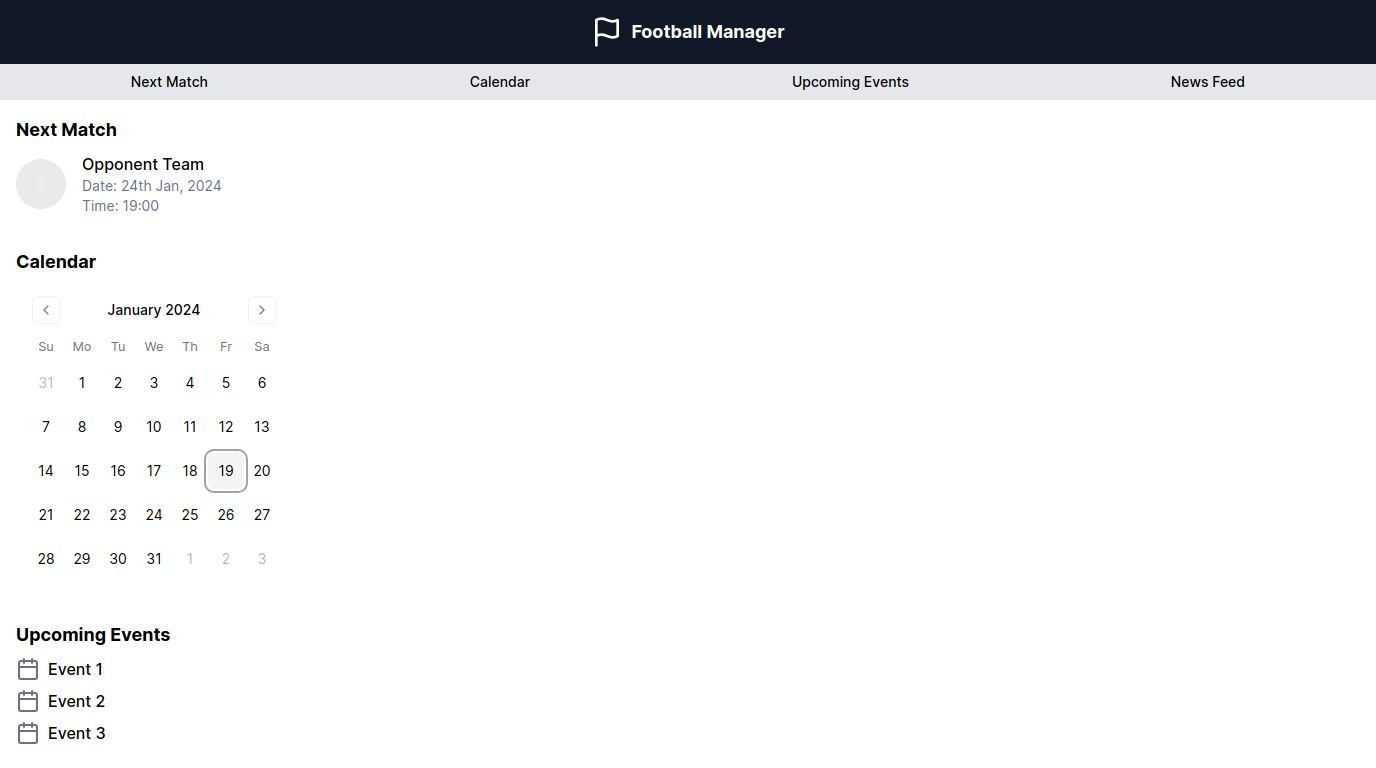 Football Manager
Next Match Calendar Upcoming Events News Feed
Next Match
Opponent Team
Date: 24th Jan, 2024
Time: 19:00
Calendar
January 2024
Su Mo Tu We Th Fr Sa
31 1 2 3 4 5 6
7 8 9 10 11 12 13
14 15 16 17 18 19 20
21 22 23 24 25 26 27
28 29 30 31 1 2 3
Upcoming Events
Event 1
Event 2
Event 3